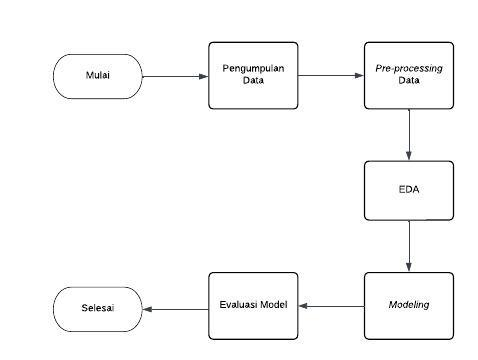 Mulai
Pengumpulan
Data
Pre-processing
Data
EDA
Modeling
Evaluasi Model
Selesai